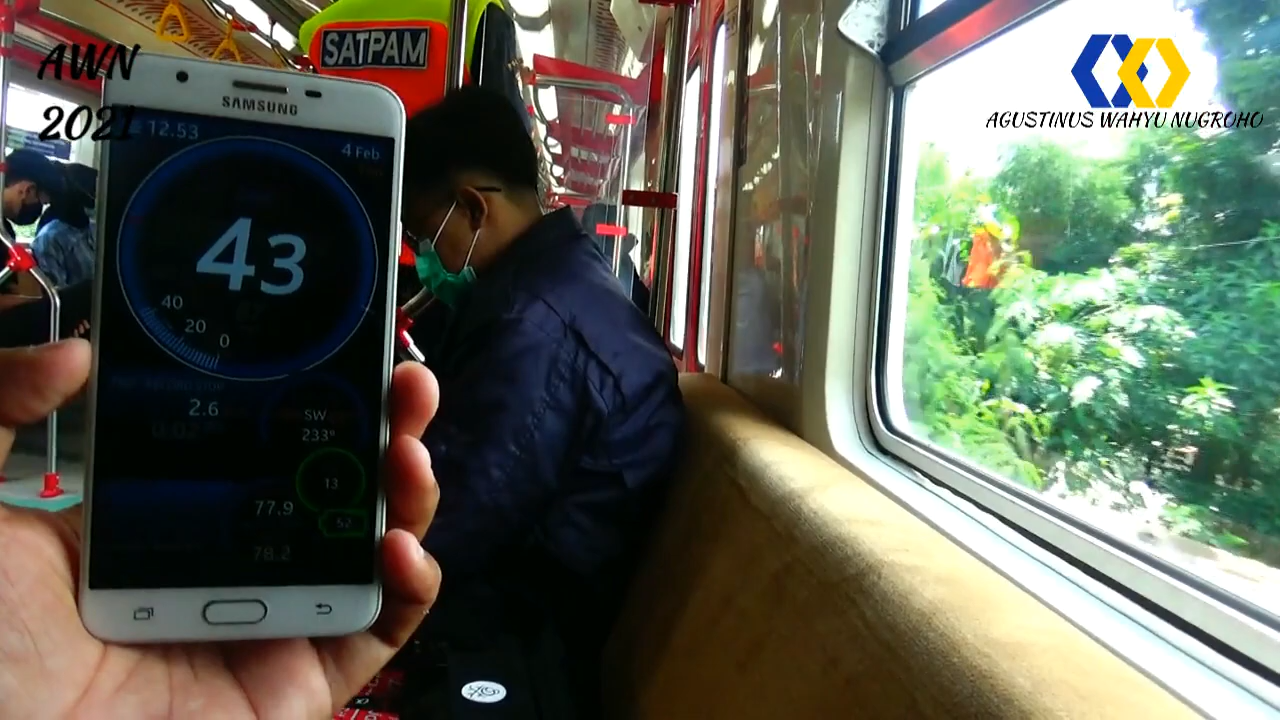 AWN
2021
AGUSTINUS WAHYU NUGROHO
SATPAM
SAMSUNG
12.53
4 Feb
43
40
20
0
2.6
SW
233°
13
77.9
52
78.2